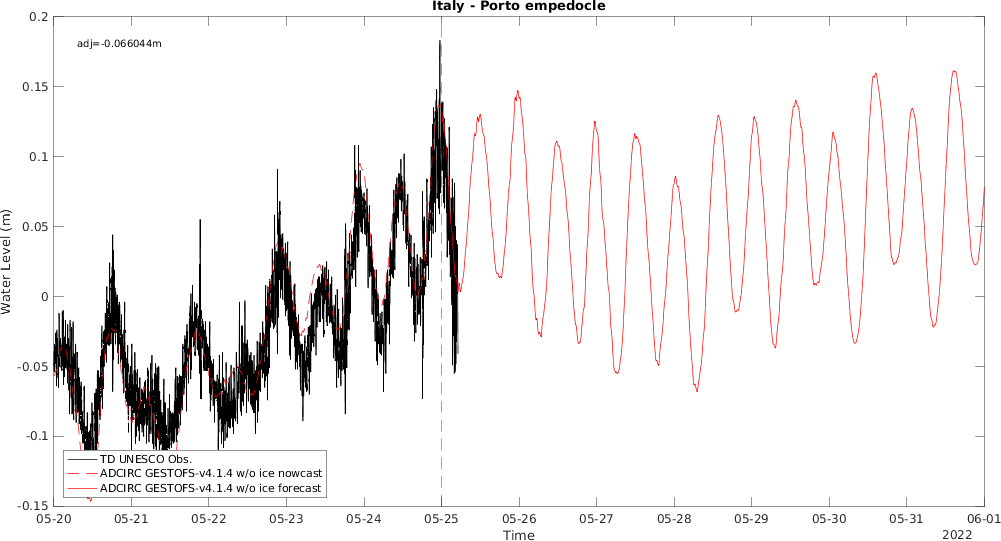 Italy - Porto empedocle
adj=-0.066044m
0.2
0.15
0.1
0.05
0
-0.05
-0.1
-0.15
Water Level (m)
TD UNESCO Obs.
ADCIRC GESTOFS-v4.1.4 w/o ice nowcast
ADCIRC GESTOFS-v4.1.4 w/o ice forecast
05-20 05-21 05-22 05-23 05-24 05-25 05-26 05-27 05-28 05-29 05-30 05-31 06-01
Time
2022